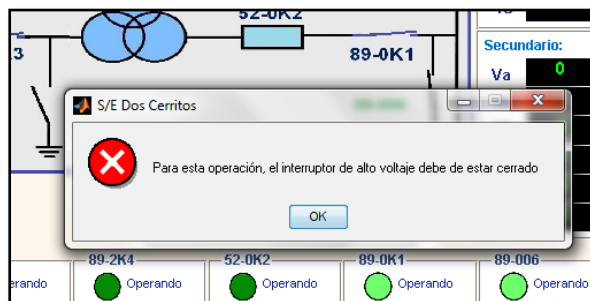 52-0K2
89-0K1
Secundario:
Va 0
S/E Dos Cerritos
Para esta operación, el interruptor de alto voltaje debe de estar cerrado
OK
89-2K4 52-0K2 89-0K1 89-006
Operando Operando Operando Operando